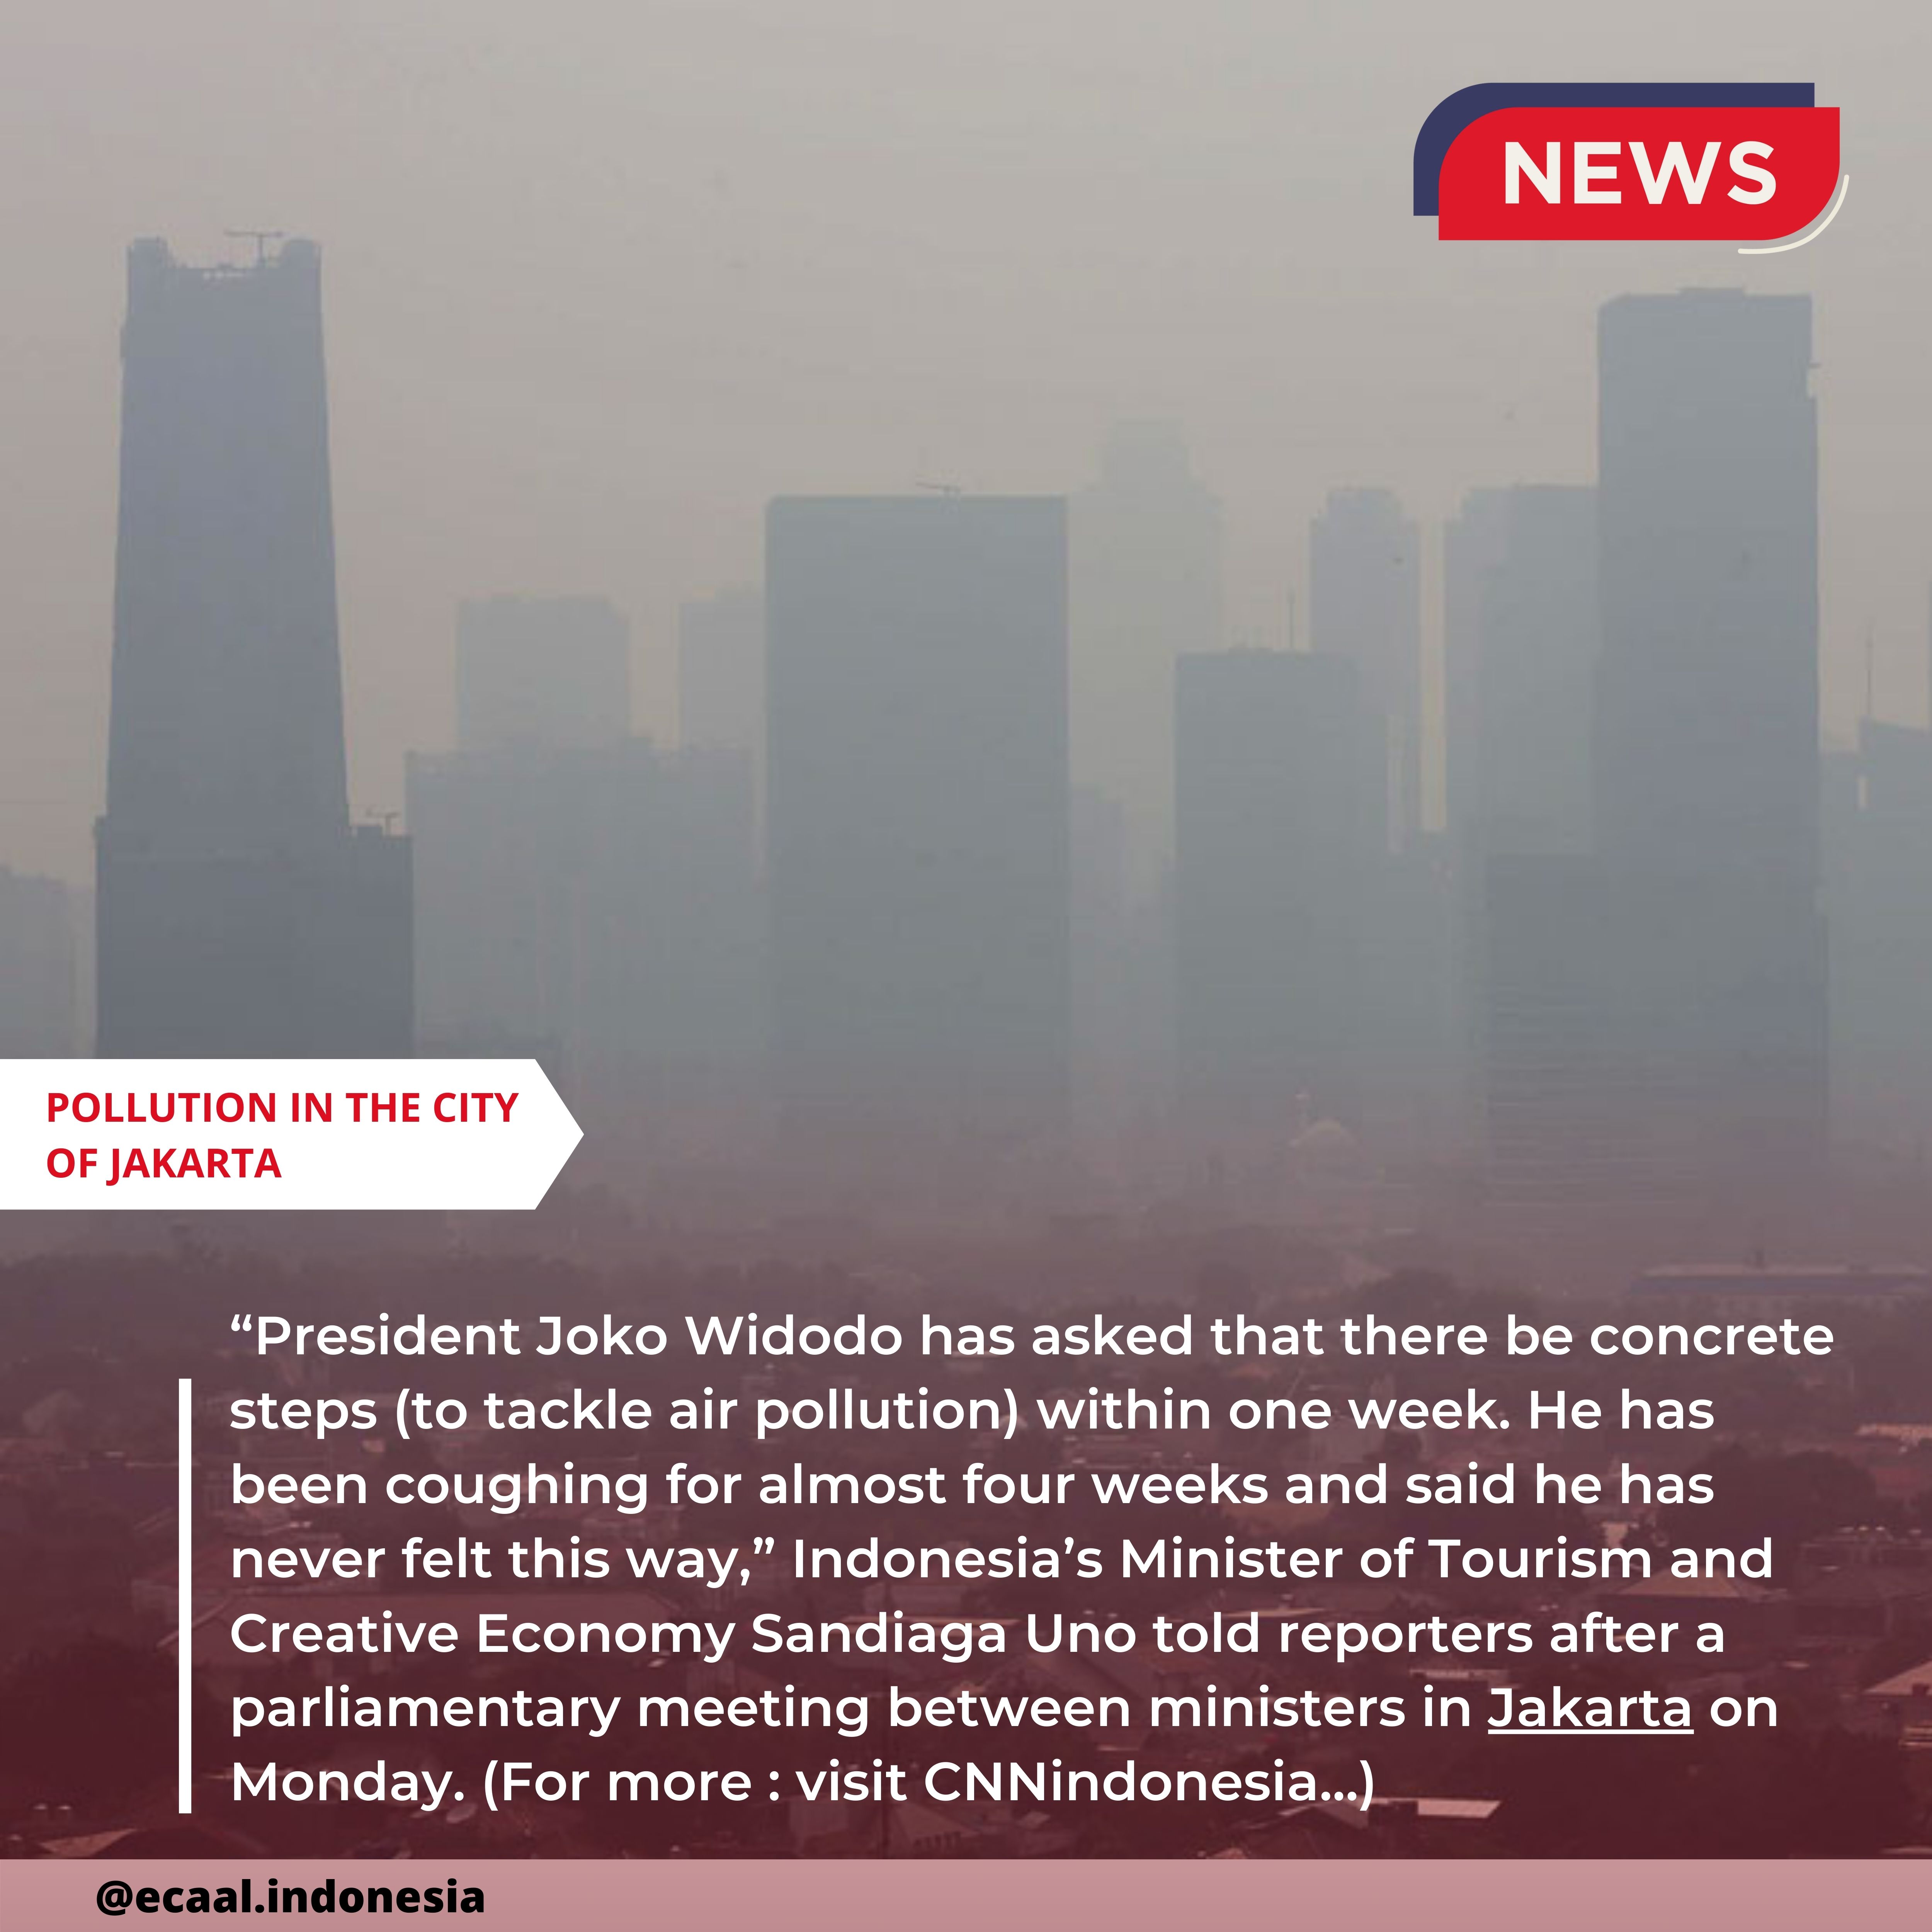 NEWS
POLLUTION IN THE CITY
OF JAKARTA
“President Joko Widodo has asked that there be concrete
steps (to tackle air pollution) within one week. He has
been coughing for almost four weeks and said he has
never felt this way,” Indonesia’s Minister of Tourism and
Creative Economy Sandiaga Uno told reporters after a
parliamentary meeting between ministers in Jakarta on
Monday. (For more : visit CNNindonesia...)
@ecaal.indonesia